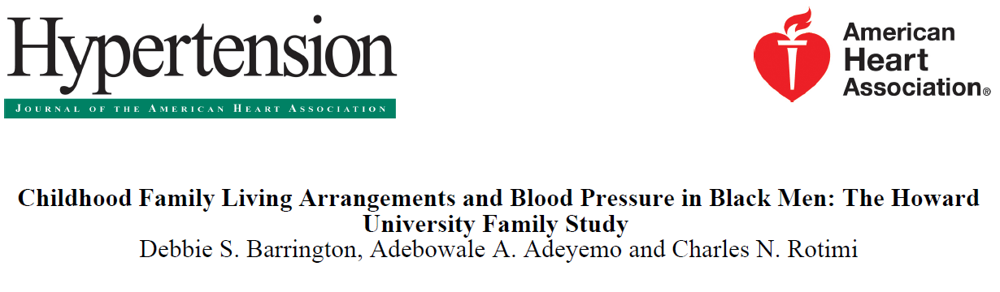 Hypertension
JOURNAL OF THE AMERICAN HEART ASSOCIATION
American
Heart
Association®
Childhood Family Living Arrangements and Blood Pressure in Black Men: The Howard
University Family Study
Debbie S. Barrington, Adebowale A. Adeyemo and Charles N. Rotimi